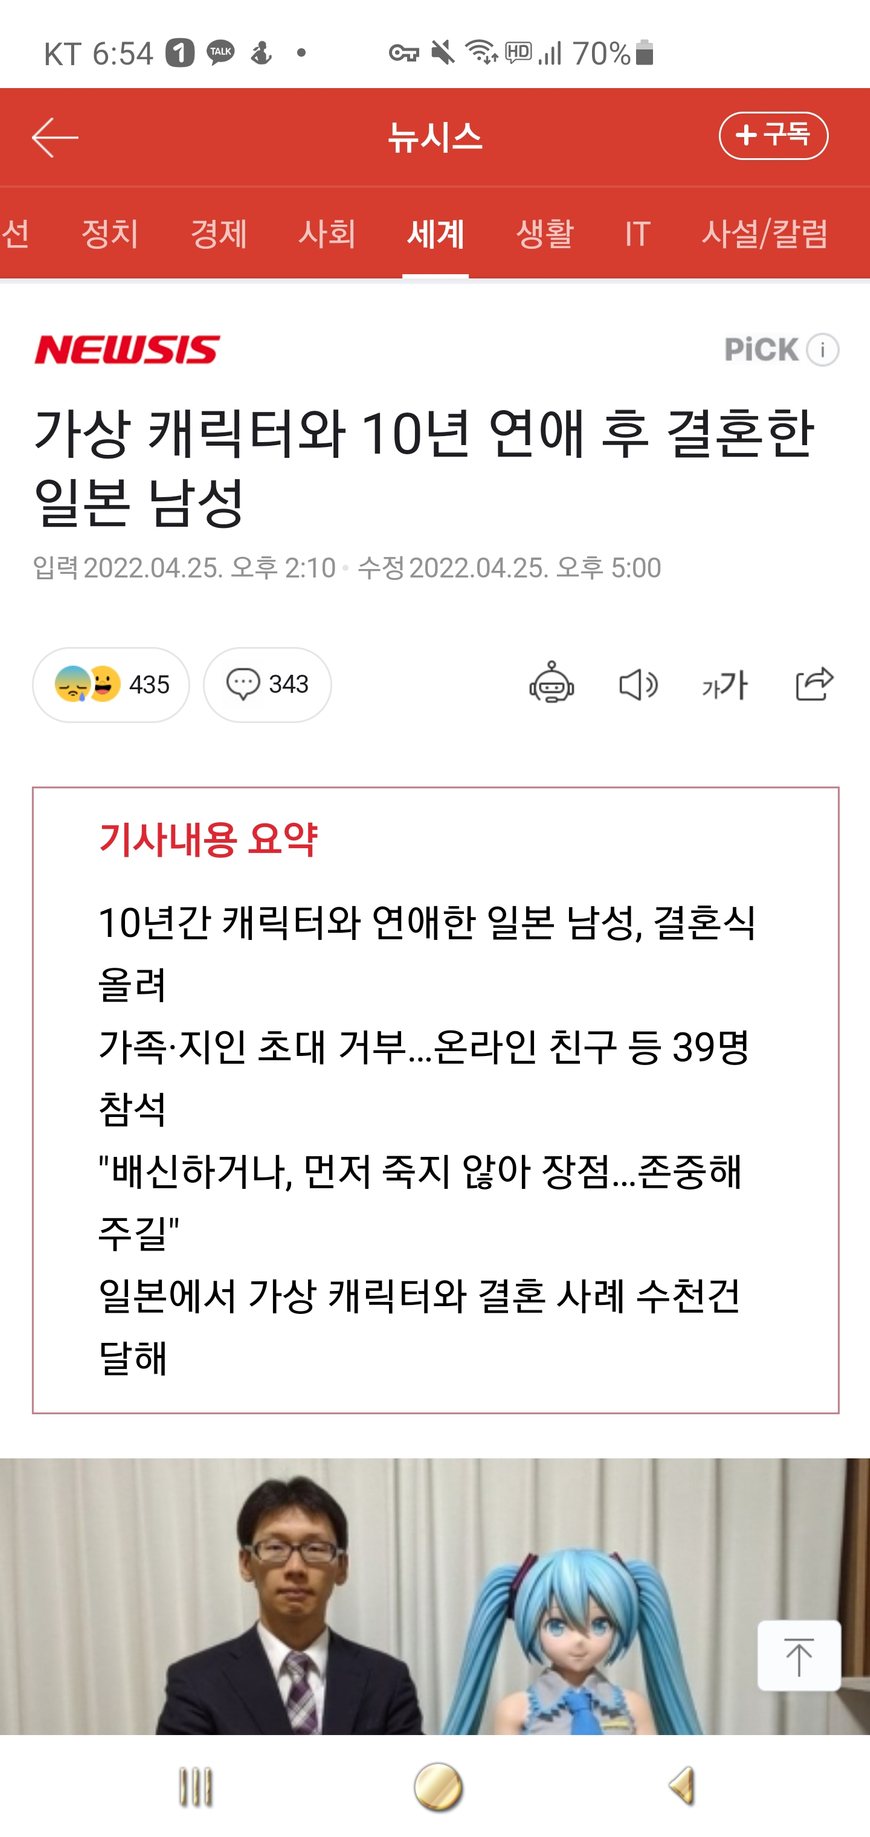 KT 6:54 1 TALK HD 70%
뉴시스
+ 구독
선 정치 경제 사회 세계 생활 IT 사설/칼럼
NEWSIS
PiCK i
가상 캐릭터와 10년 연애 후 결혼한
일본 남성
입력 2022.04.25. 오후 2:10 · 수정 2022.04.25. 오후 5:00
435 343 가가
기사내용 요약
10년간 캐릭터와 연애한 일본 남성, 결혼식
올려
가족·지인 초대 거부...온라인 친구 등 39명
참석
"배신하거나, 먼저 죽지 않아 장점...존중해
주길"
일본에서 가상 캐릭터와 결혼 사례 수천건
달해